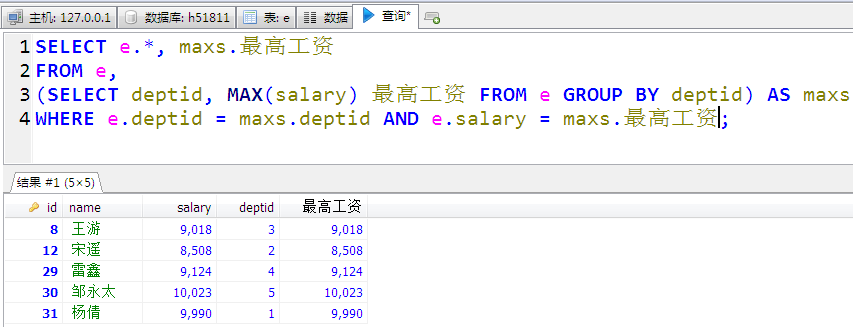 主机: 127.0.0.1 数据库: h51811 表: e 数据 查询*
1 SELECT e.*, maxs.最高工资
2 FROM e,
3 (SELECT deptid, MAX(salary) 最高工资 FROM e GROUP BY deptid) AS maxs
4 WHERE e.deptid = maxs.deptid AND e.salary = maxs.最高工资;
结果 #1 (5×5)
id name salary deptid 最高工资
8 王游 9,018 3 9,018
12 宋遥 8,508 2 8,508
29 雷鑫 9,124 4 9,124
30 邹永太 10,023 5 10,023
31 杨倩 9,990 1 9,990